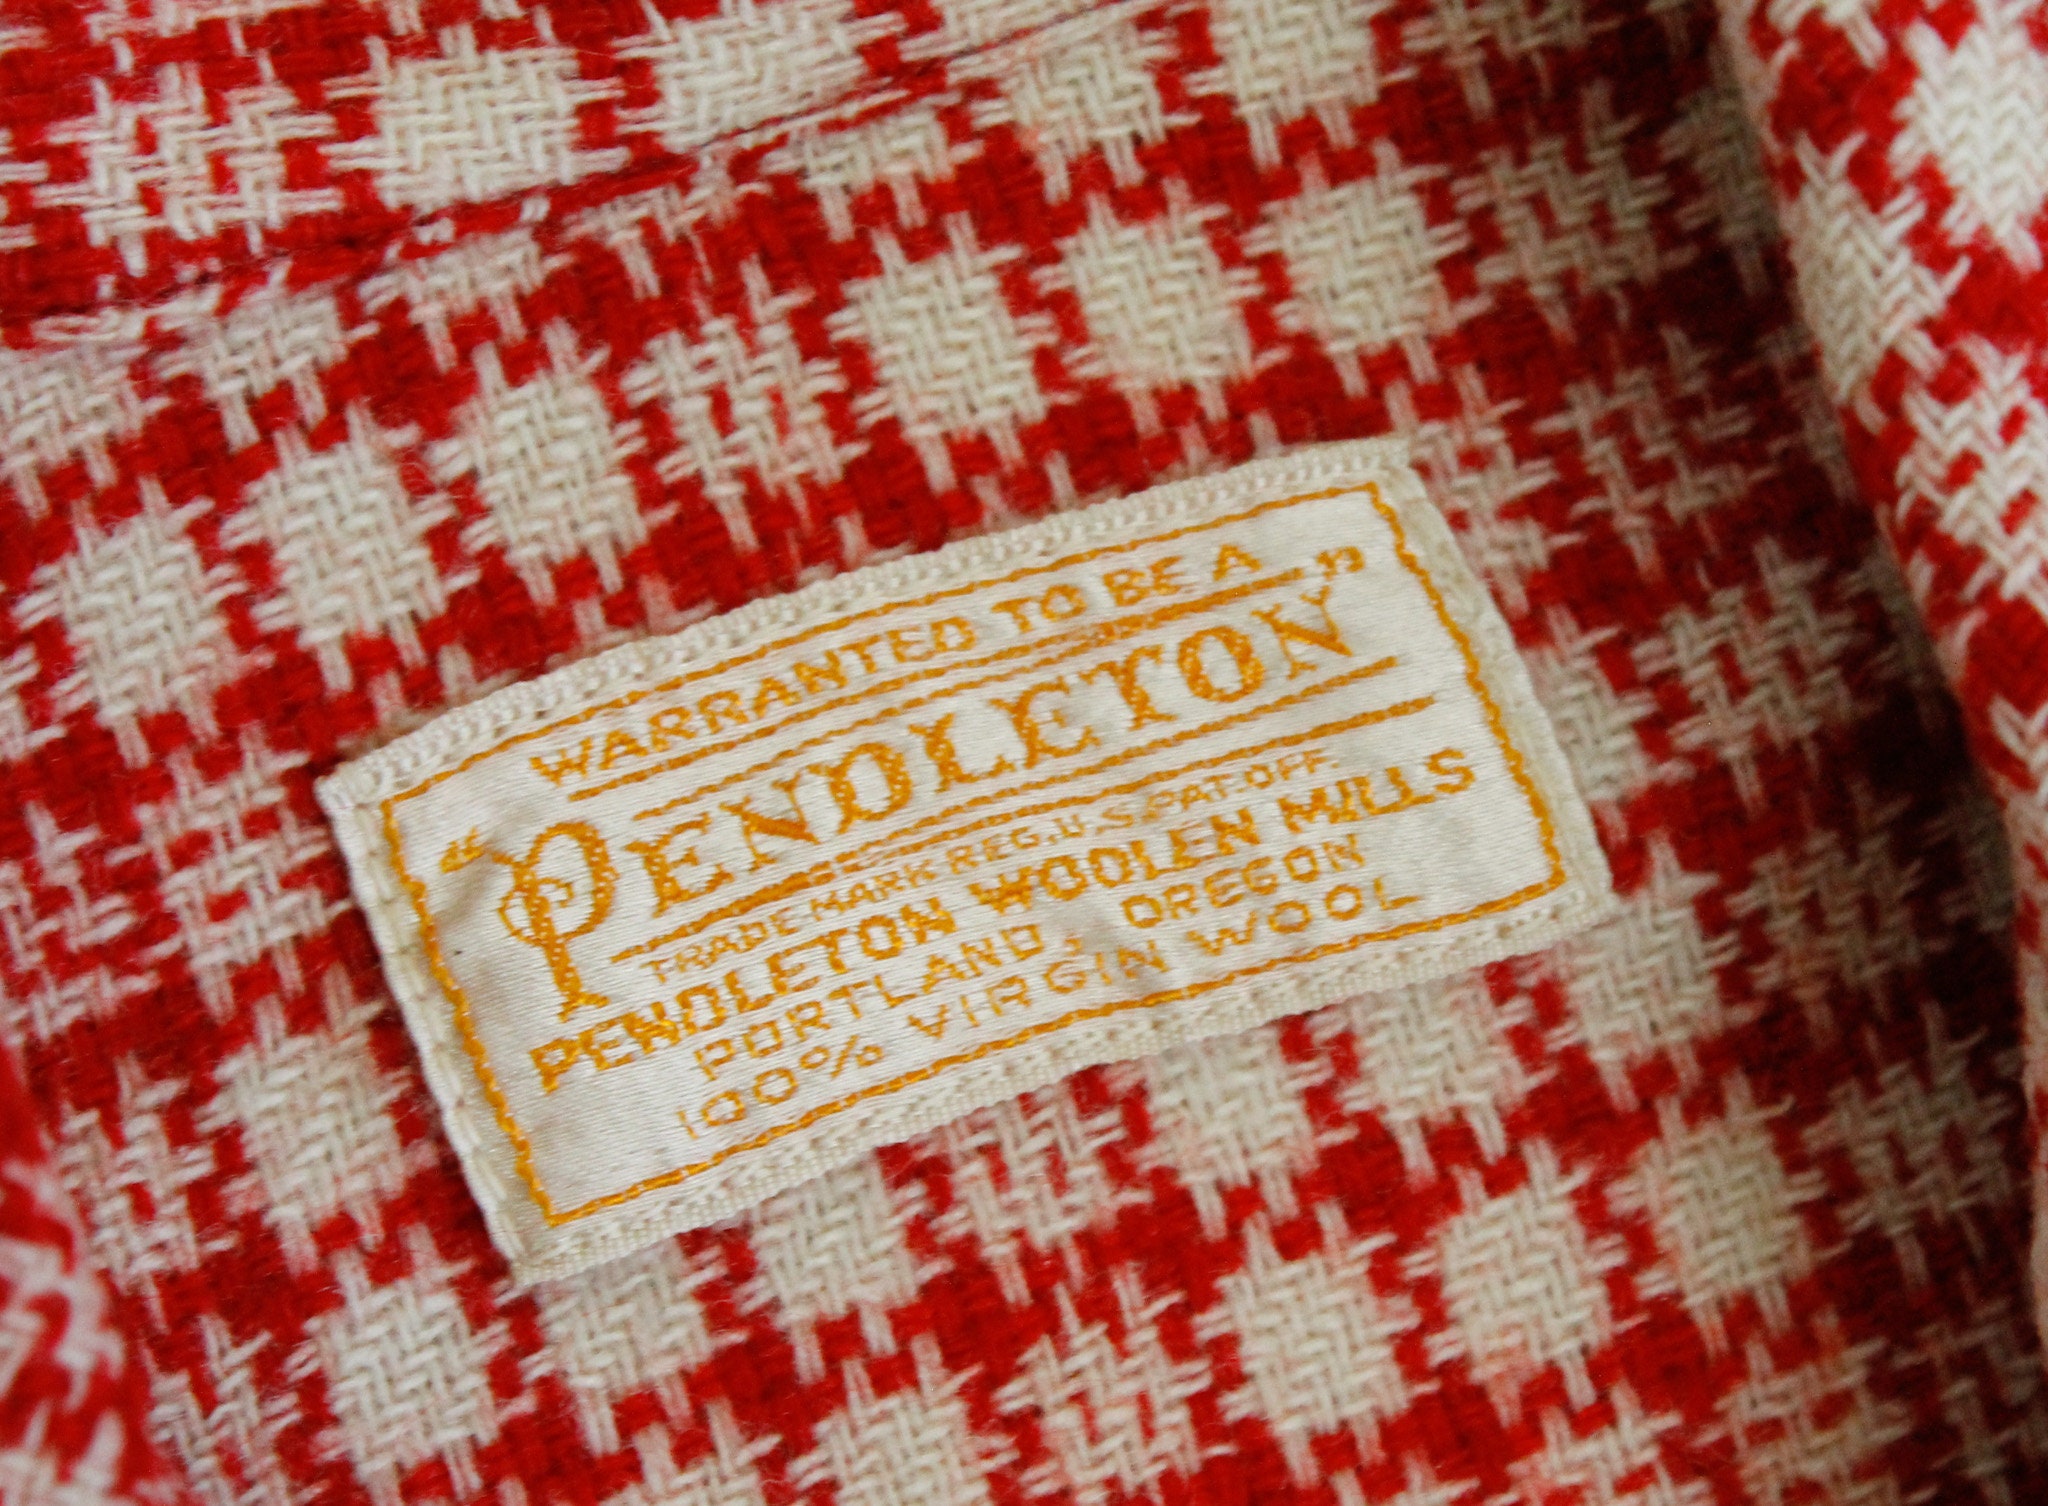 WARRANTED TO BE A
"PENDLETON"
TRADE MARK REG. U.S. PAT. OFF.
PENDLETON WOOLEN MILLS
PORTLAND, OREGON
100% VIRGIN WOOL